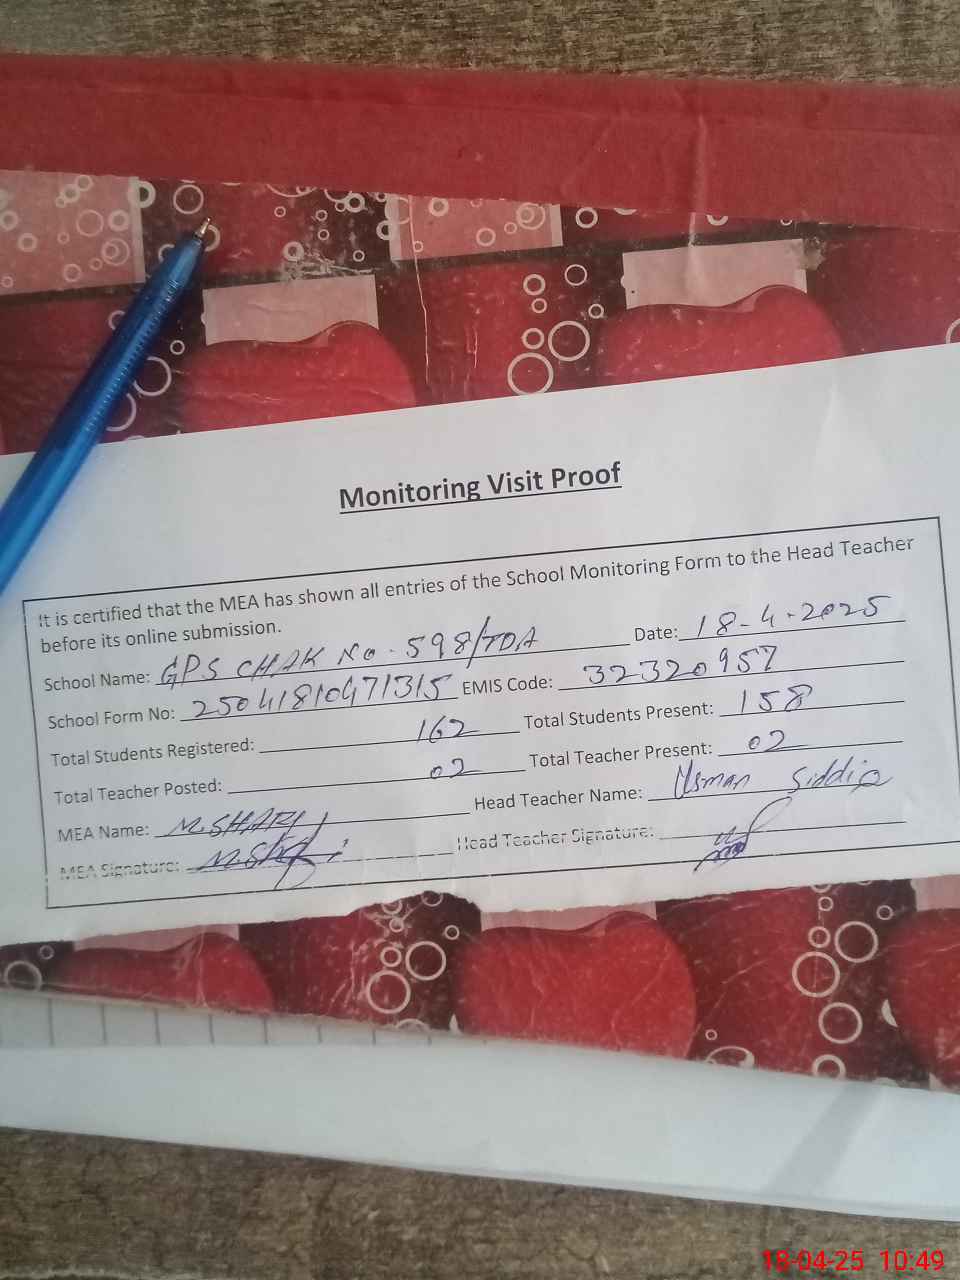 Monitoring Visit Proof
It is certified that the MEA has shown all entries of the School Monitoring Form to the Head Teacher
before its online submission.
School Name: GPS CHAK No. 598/TDA Date: 18-4-2025
School Form No: 25041810471315 EMIS Code: 32320957
Total Students Registered: 162 Total Students Present: 158
Total Teacher Posted: 02 Total Teacher Present: 02
MEA Name: Head Teacher Name: Usman Siddiq
MEA Signature: Head Teacher Signature:
18-04-25 10:49